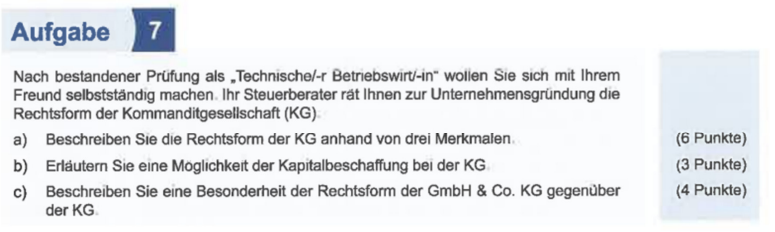 Aufgabe 7
Nach bestandener Prüfung als „Technische/-r Betriebswirt/-in" wollen Sie sich mit Ihrem
Freund selbstständig machen. Ihr Steuerberater rät Ihnen zur Unternehmensgründung die
Rechtsform der Kommanditgesellschaft (KG).
a) Beschreiben Sie die Rechtsform der KG anhand von drei Merkmalen. (6 Punkte)
b) Erläutern Sie eine Möglichkeit der Kapitalbeschaffung bei der KG. (3 Punkte)
c) Beschreiben Sie eine Besonderheit der Rechtsform der GmbH & Co. KG gegenüber (4 Punkte)
der KG.